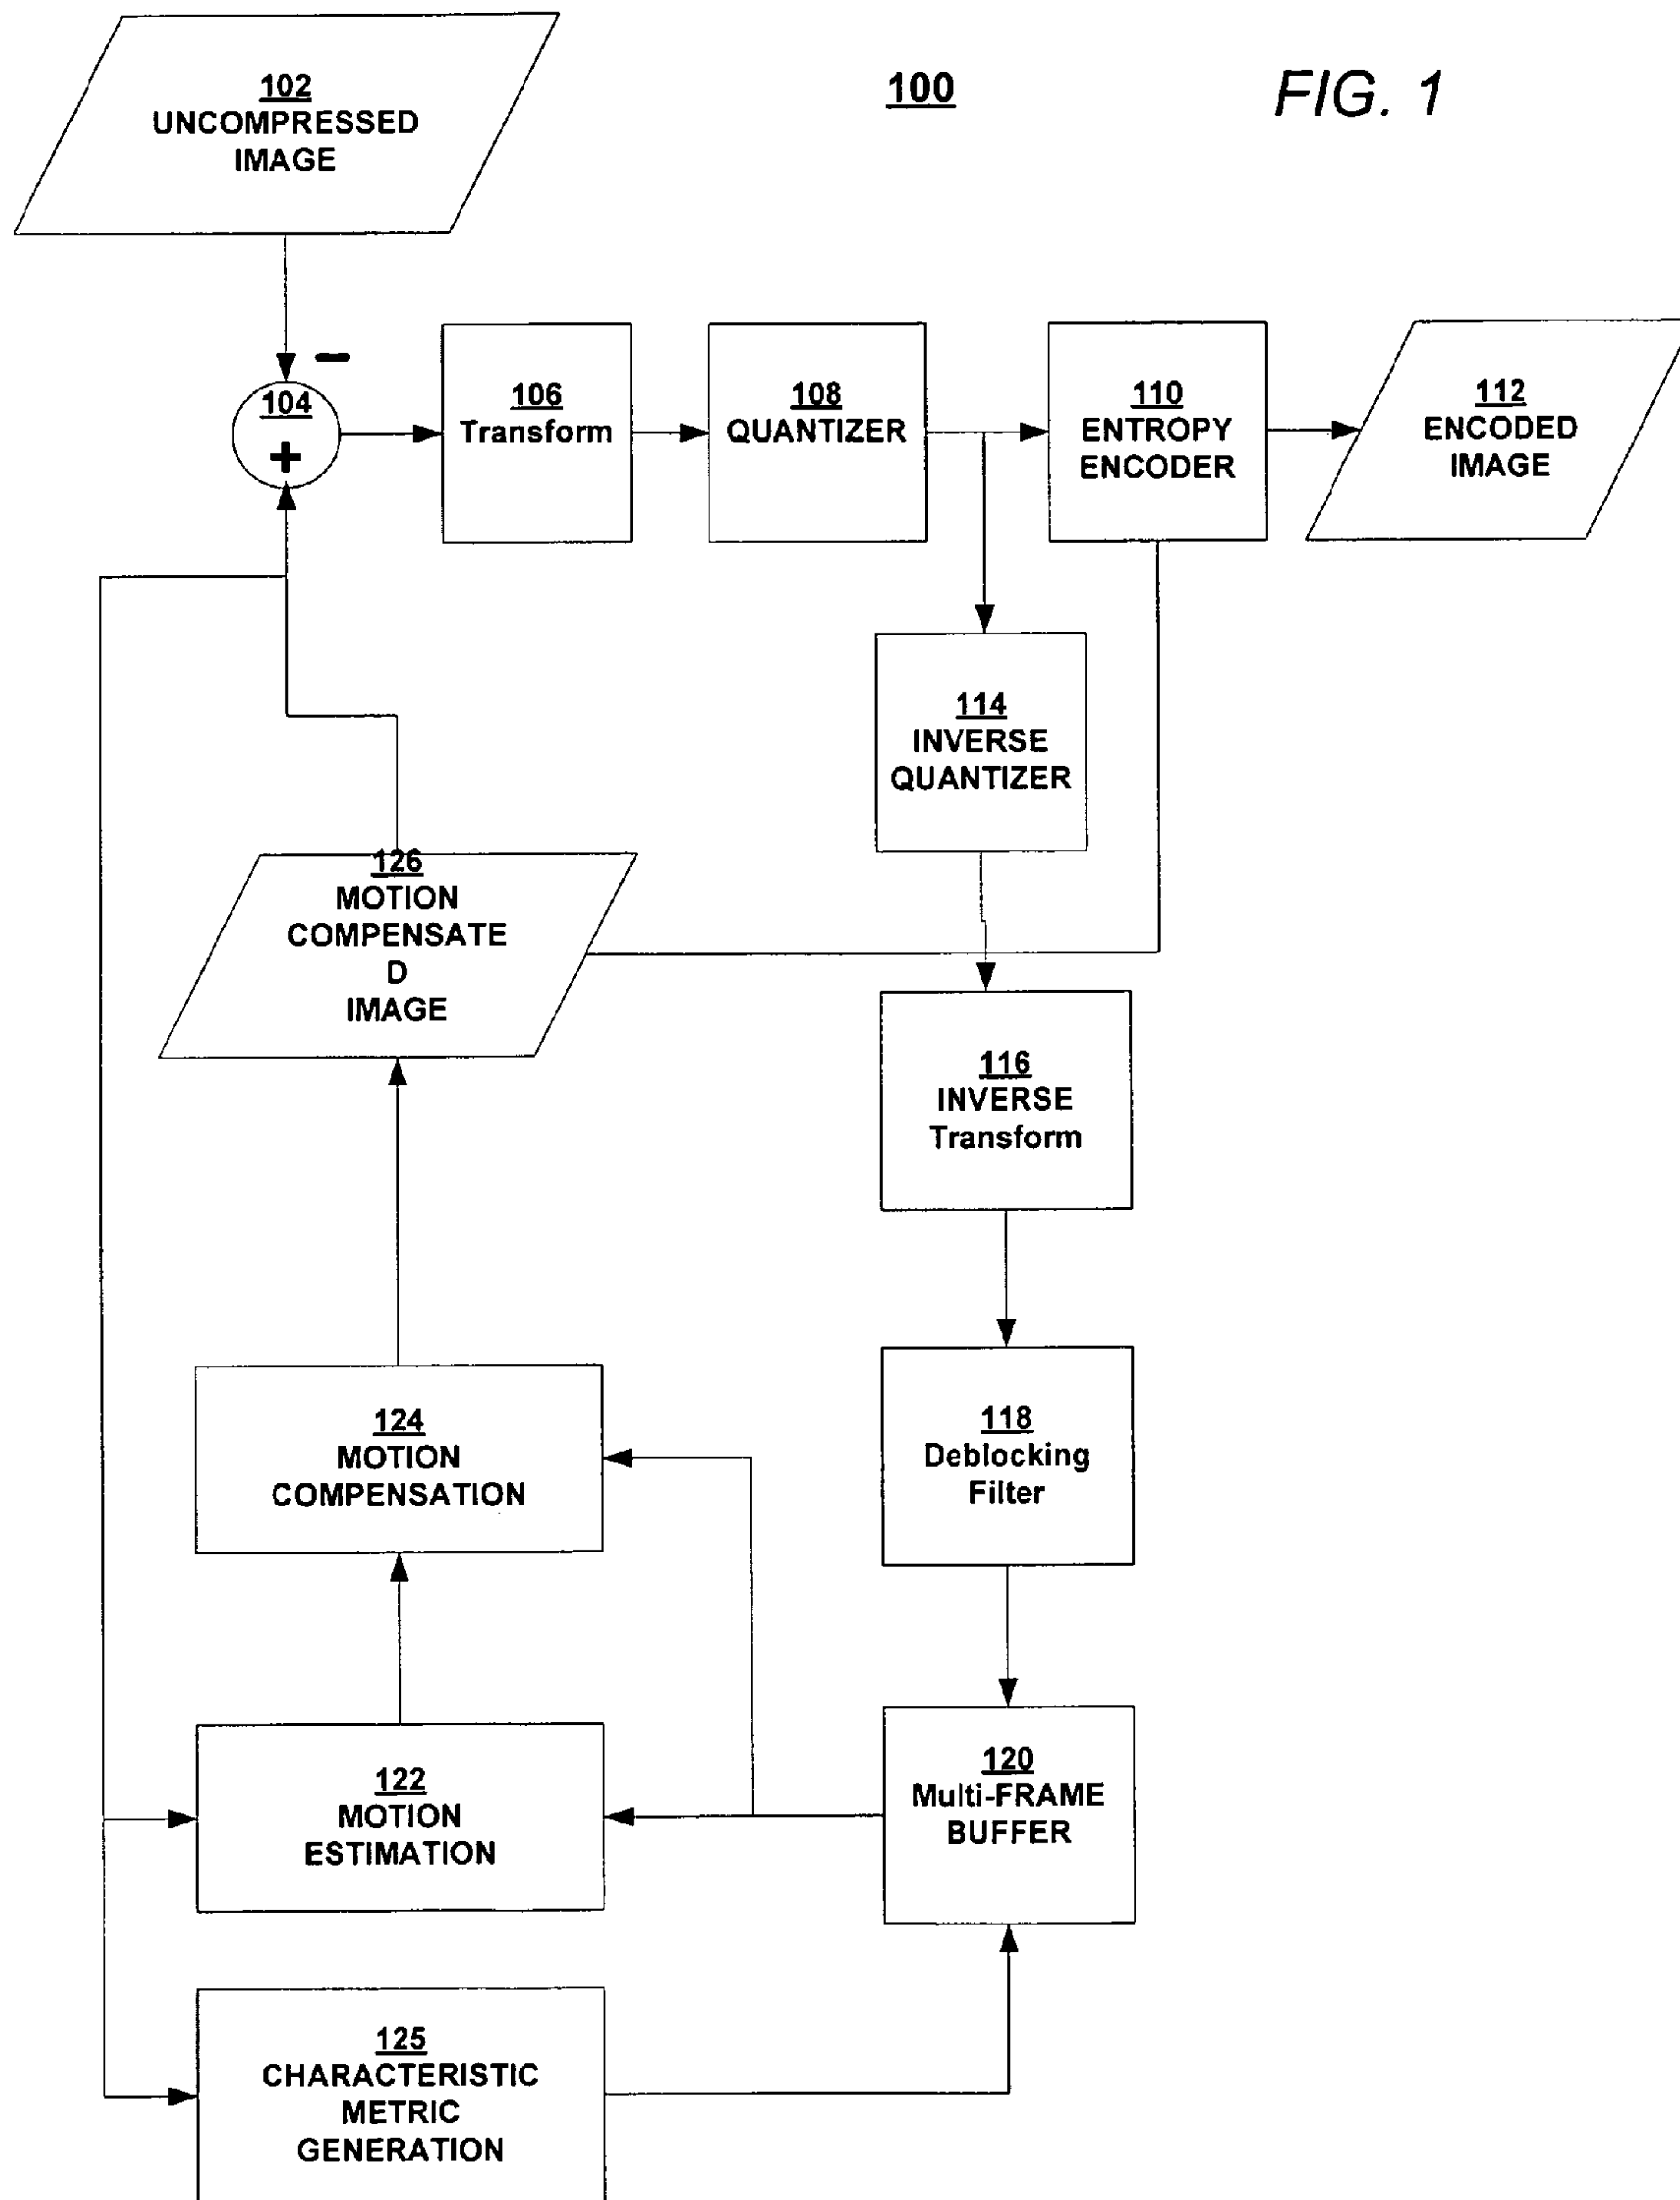 102
UNCOMPRESSED
IMAGE
100
FIG. 1
−
104
+
106
Transform
108
QUANTIZER
110
ENTROPY
ENCODER
112
ENCODED
IMAGE
114
INVERSE
QUANTIZER
126
MOTION
COMPENSATE
D
IMAGE
116
INVERSE
Transform
124
MOTION
COMPENSATION
118
Deblocking
Filter
122
MOTION
ESTIMATION
120
Multi-FRAME
BUFFER
125
CHARACTERISTIC
METRIC
GENERATION